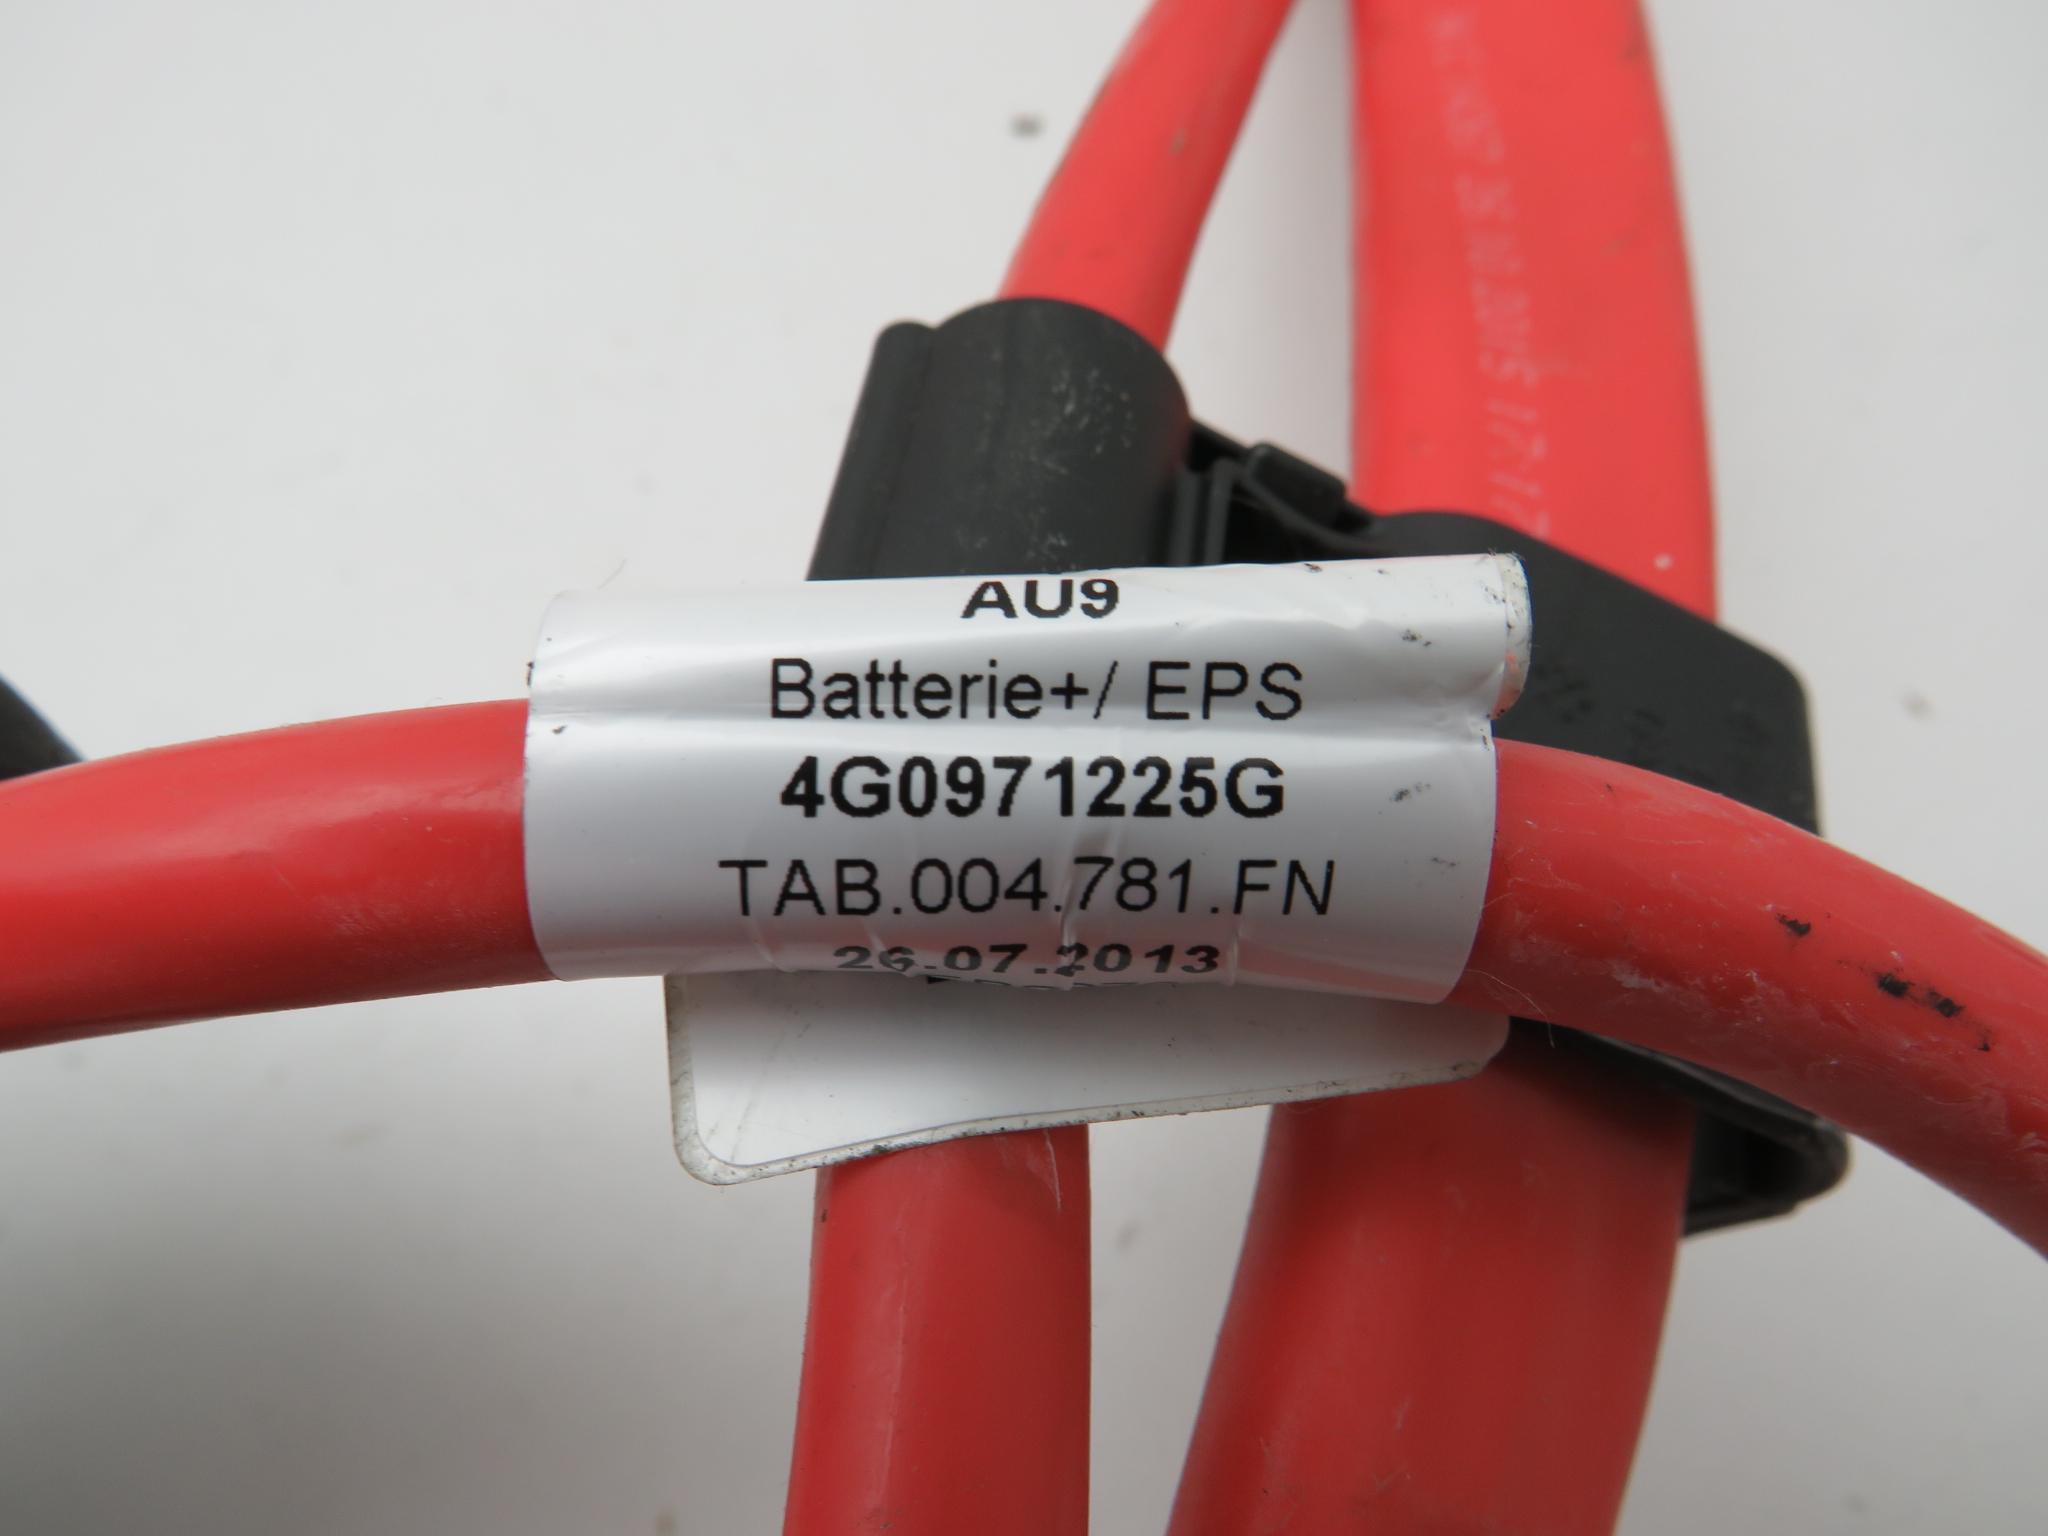 AU9
Batterie+/ EPS
4G0971225G
TAB.004.781.FN
26.07.2013